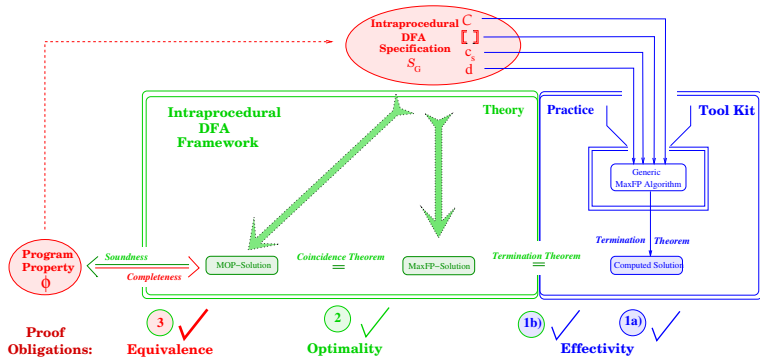 Intraprocedural
DFA
Specification
S_G
C
⟦ ⟧
c_s
d
Intraprocedural
DFA
Framework
Theory
Practice
Tool Kit
Generic
MaxFP Algorithm
Termination Theorem
Program
Property
ϕ
Soundness
Completeness
MOP−Solution
Coincidence Theorem
=
MaxFP−Solution
Termination Theorem
=
Computed Solution
Proof
Obligations:
3
Equivalence
2
Optimality
1b)
1a)
Effectivity